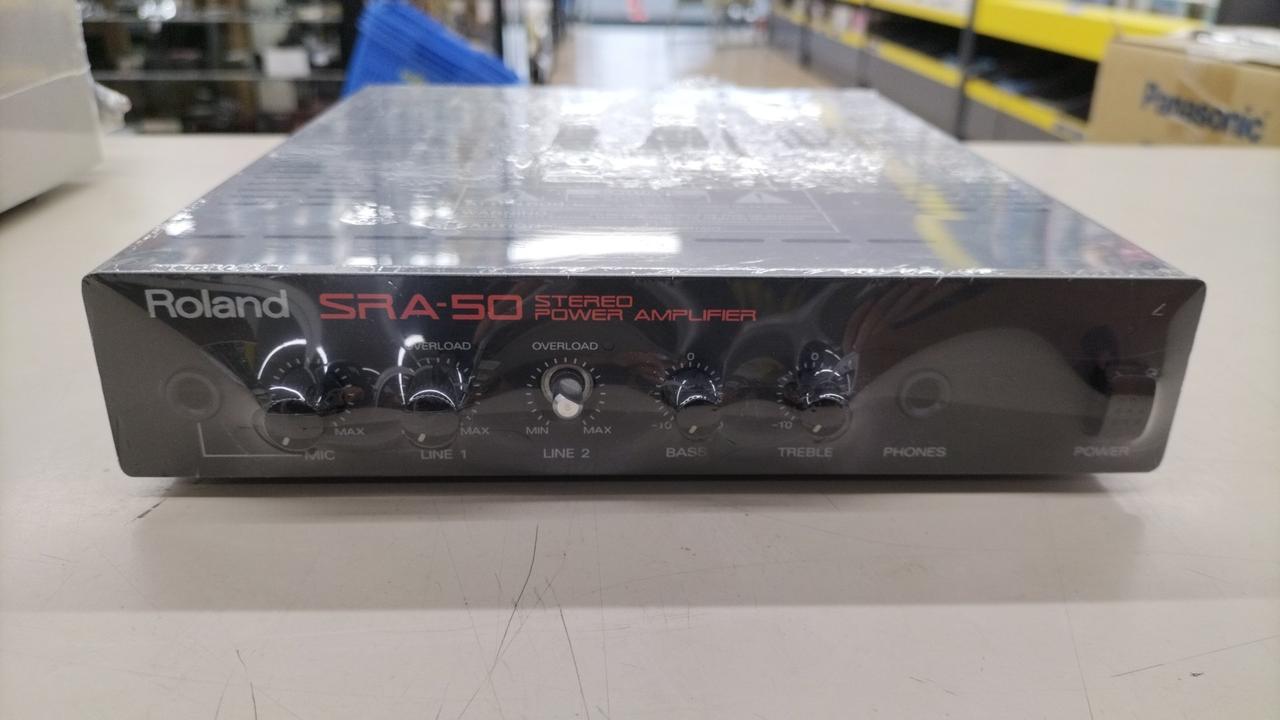 Panasonic
Roland SRA-50 STEREO POWER AMPLIFIER
OVERLOAD OVERLOAD 0 0
MAX MAX MIN MAX -10 -10
MIC LINE 1 LINE 2 BASS TREBLE PHONES POWER